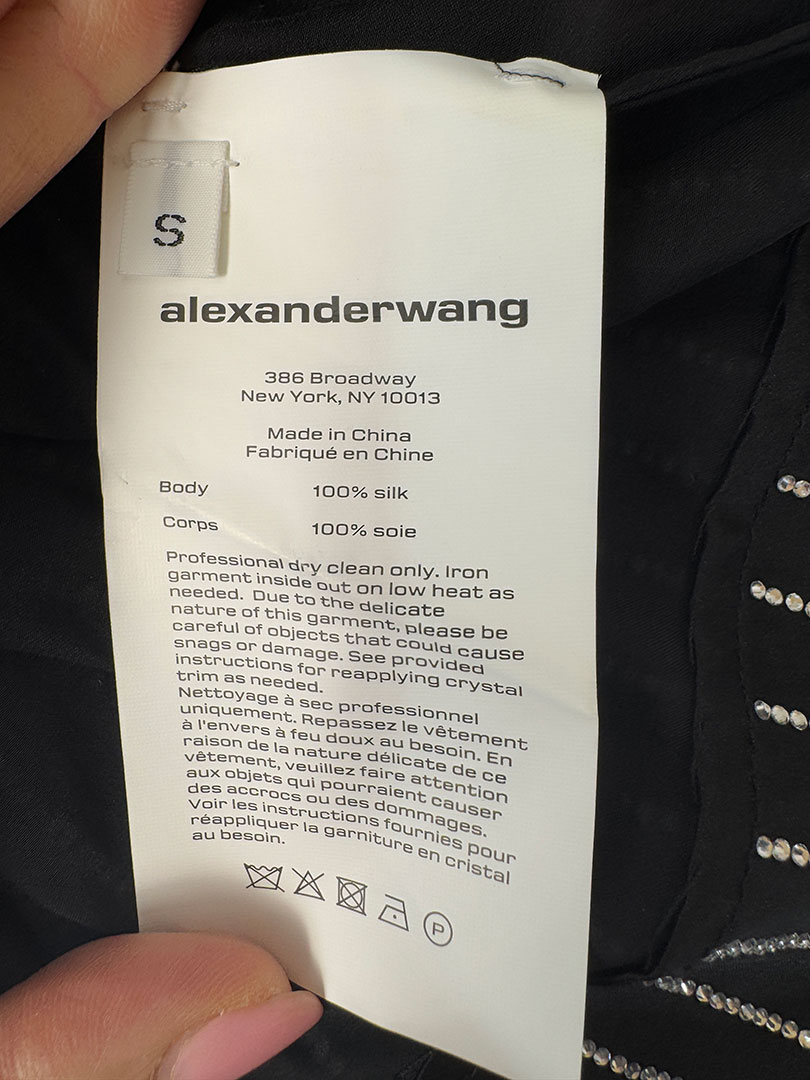 S
alexanderwang
386 Broadway
New York, NY 10013
Made in China
Fabriqué en Chine
Body 100% silk
Corps 100% soie
Professional dry clean only. Iron
garment inside out on low heat as
needed. Due to the delicate
nature of this garment, please be
careful of objects that could cause
snags or damage. See provided
instructions for reapplying crystal
trim as needed.
Nettoyage à sec professionnel
uniquement. Repassez le vêtement
à l'envers à feu doux au besoin. En
raison de la nature délicate de ce
vêtement, veuillez faire attention
aux objets qui pourraient causer
des accrocs ou des dommages.
Voir les instructions fournies pour
réappliquer la garniture en cristal
au besoin.
P